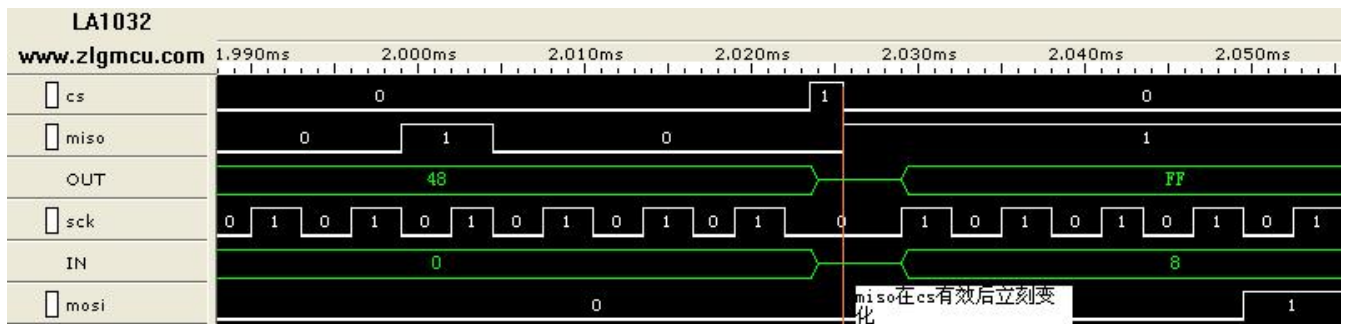 LA1032
www.zlgmcu.com 1.990ms 2.000ms 2.010ms 2.020ms 2.030ms 2.040ms 2.050ms
cs 0 1 0
miso 0 1 0 1
OUT 48 FF
sck 0 1 0 1 0 1 0 1 0 1 0 1 0 1 0 1 0 1 0 1 0 1
IN 0 8
mosi 0 1
miso在cs有效后立刻变
化